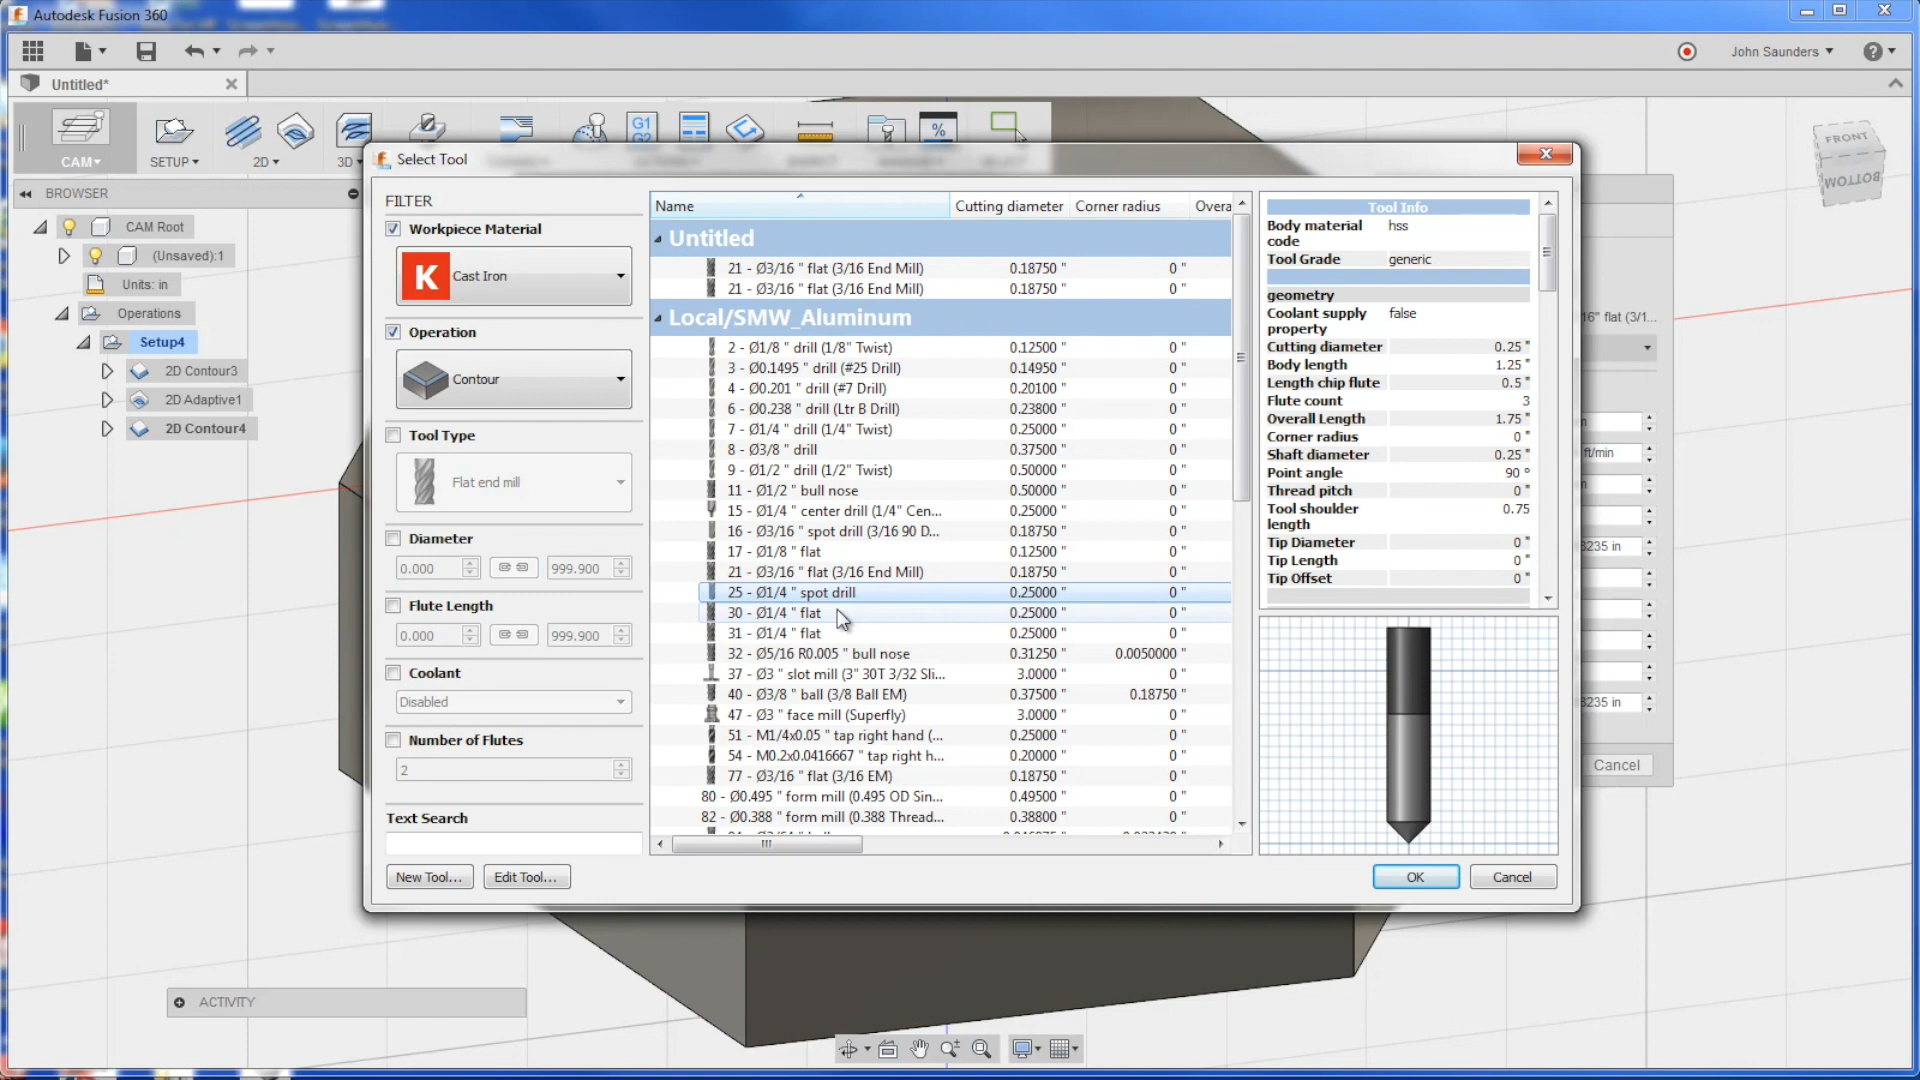 Autodesk Fusion 360
John Saunders
Untitled*
CAM
SETUP
2D
3D
G1
G2
%
FRONT
BOTTOM
BROWSER
CAM Root
(Unsaved):1
Units: in
Operations
Setup4
2D Contour3
2D Adaptive1
2D Contour4
ACTIVITY
Select Tool
FILTER
Workpiece Material
K Cast Iron
Operation
Contour
Tool Type
Flat end mill
Diameter
0.000 999.900
Flute Length
0.000 999.900
Coolant
Disabled
Number of Flutes
2
Text Search
New Tool... Edit Tool...
Name Cutting diameter Corner radius Overa
Untitled
21 - Ø3/16 " flat (3/16 End Mill) 0.18750 " 0 "
21 - Ø3/16 " flat (3/16 End Mill) 0.18750 " 0 "
Local/SMW_Aluminum
2 - Ø1/8 " drill (1/8" Twist) 0.12500 " 0 "
3 - Ø0.1495 " drill (#25 Drill) 0.14950 " 0 "
4 - Ø0.201 " drill (#7 Drill) 0.20100 " 0 "
6 - Ø0.238 " drill (Ltr B Drill) 0.23800 " 0 "
7 - Ø1/4 " drill (1/4" Twist) 0.25000 " 0 "
8 - Ø3/8 " drill 0.37500 " 0 "
9 - Ø1/2 " drill (1/2" Twist) 0.50000 " 0 "
11 - Ø1/2 " bull nose 0.50000 " 0 "
15 - Ø1/4 " center drill (1/4" Cen... 0.25000 " 0 "
16 - Ø3/16 " spot drill (3/16 90 D... 0.18750 " 0 "
17 - Ø1/8 " flat 0.12500 " 0 "
21 - Ø3/16 " flat (3/16 End Mill) 0.18750 " 0 "
25 - Ø1/4 " spot drill 0.25000 " 0 "
30 - Ø1/4 " flat 0.25000 " 0 "
31 - Ø1/4 " flat 0.25000 " 0 "
32 - Ø5/16 R0.005 " bull nose 0.31250 " 0.0050000 "
37 - Ø3 " slot mill (3" 30T 3/32 Sli... 3.0000 " 0 "
40 - Ø3/8 " ball (3/8 Ball EM) 0.37500 " 0.18750 "
47 - Ø3 " face mill (Superfly) 3.0000 " 0 "
51 - M1/4x0.05 " tap right hand (... 0.25000 " 0 "
54 - M0.2x0.0416667 " tap right h... 0.20000 " 0 "
77 - Ø3/16 " flat (3/16 EM) 0.18750 " 0 "
80 - Ø0.495 " form mill (0.495 OD Sin... 0.49500 " 0 "
82 - Ø0.388 " form mill (0.388 Thread... 0.38800 " 0 "
Tool Info
Body material code hss
Tool Grade generic
geometry
Coolant supply property false
Cutting diameter 0.25 "
Body length 1.25 "
Length chip flute 0.5 "
Flute count 3
Overall Length 1.75 "
Corner radius 0 "
Shaft diameter 0.25 "
Point angle 90 °
Thread pitch 0 "
Tool shoulder length 0.75
Tip Diameter 0 "
Tip Length 0 "
Tip Offset 0 "
OK Cancel
16" flat (3/1...
ft/min
3235 in
3235 in
Cancel